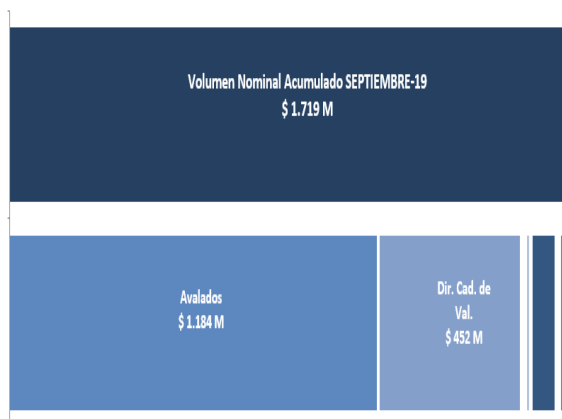 Volumen Nominal Acumulado SEPTIEMBRE-19
$ 1.719 M
Avalados
$ 1.184 M
Dir. Cad. de
Val.
$ 452 M